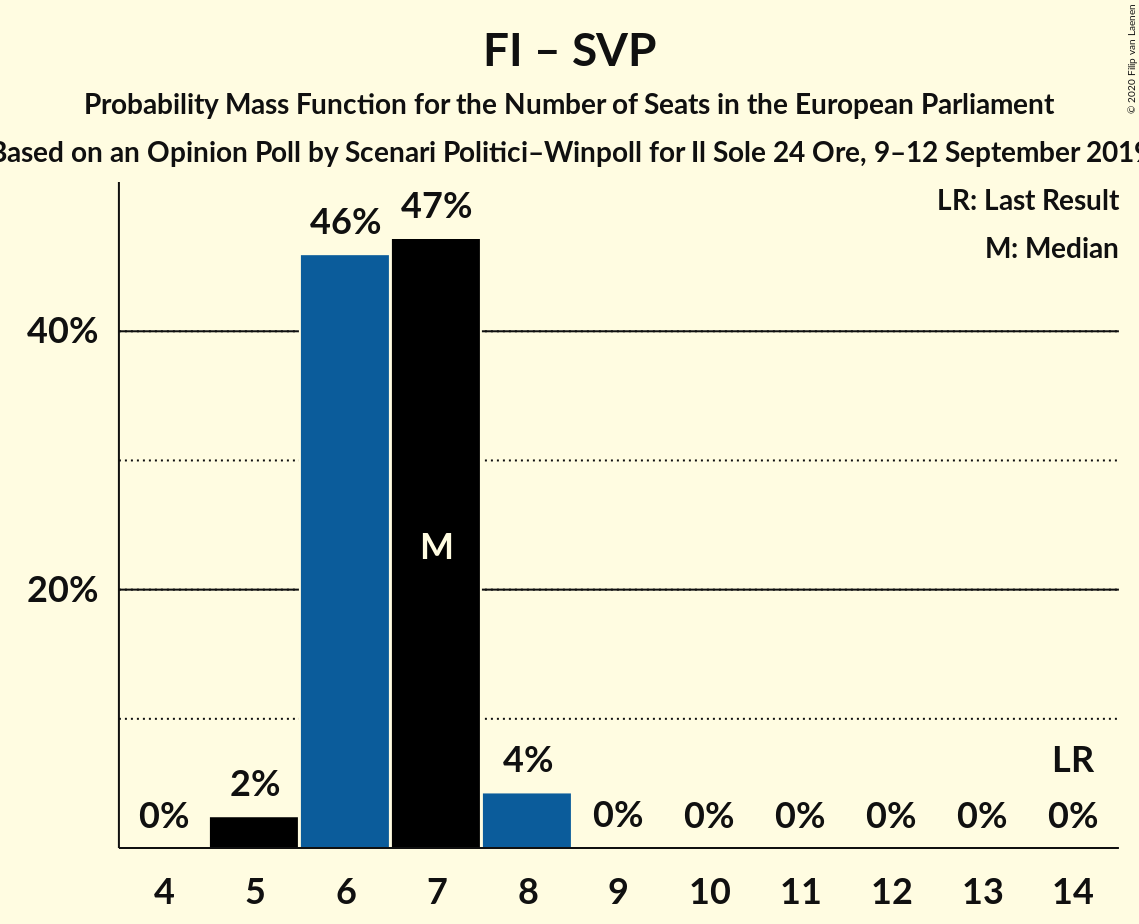 FI – SVP
Probability Mass Function for the Number of Seats in the European Parliament
Based on an Opinion Poll by Scenari Politici–Winpoll for Il Sole 24 Ore, 9–12 September 2019
© 2020 Filip van Laenen
LR: Last Result
M: Median
47%
46%
40%
M
20%
LR
4%
2%
0% 0% 0% 0% 0% 0% 0%
4 5 6 7 8 9 10 11 12 13 14